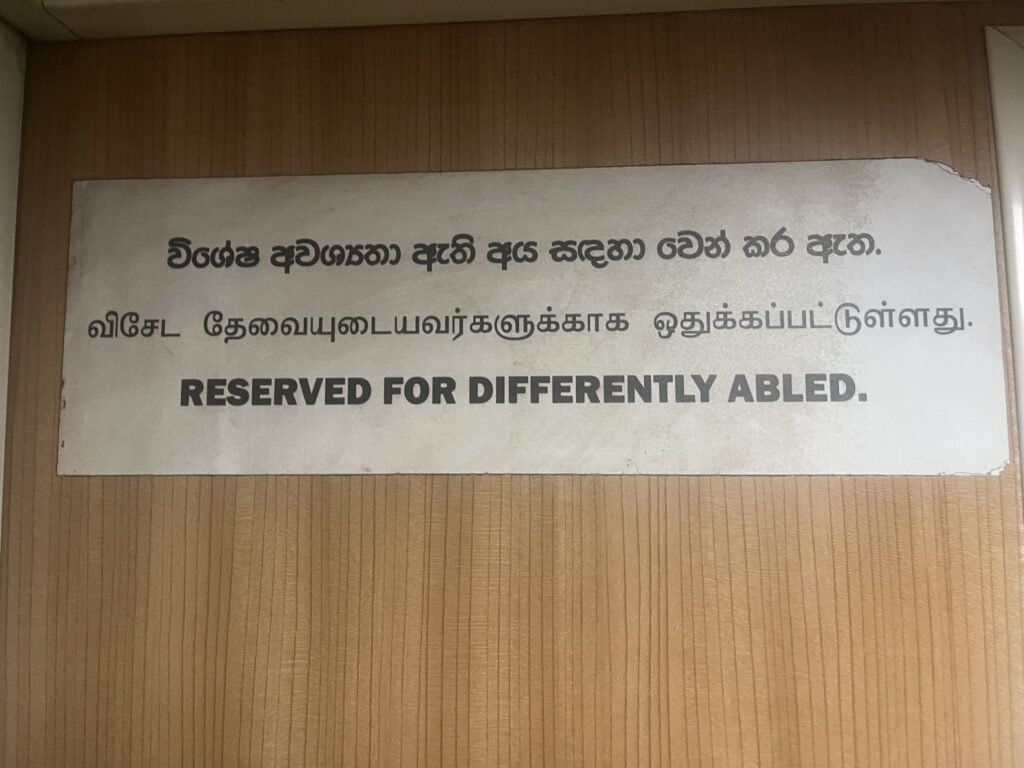 විශේෂ අවශ්‍යතා ඇති අය සඳහා වෙන් කර ඇත.
விசேட தேவையுடையவர்களுக்காக ஒதுக்கப்பட்டுள்ளது.
RESERVED FOR DIFFERENTLY ABLED.